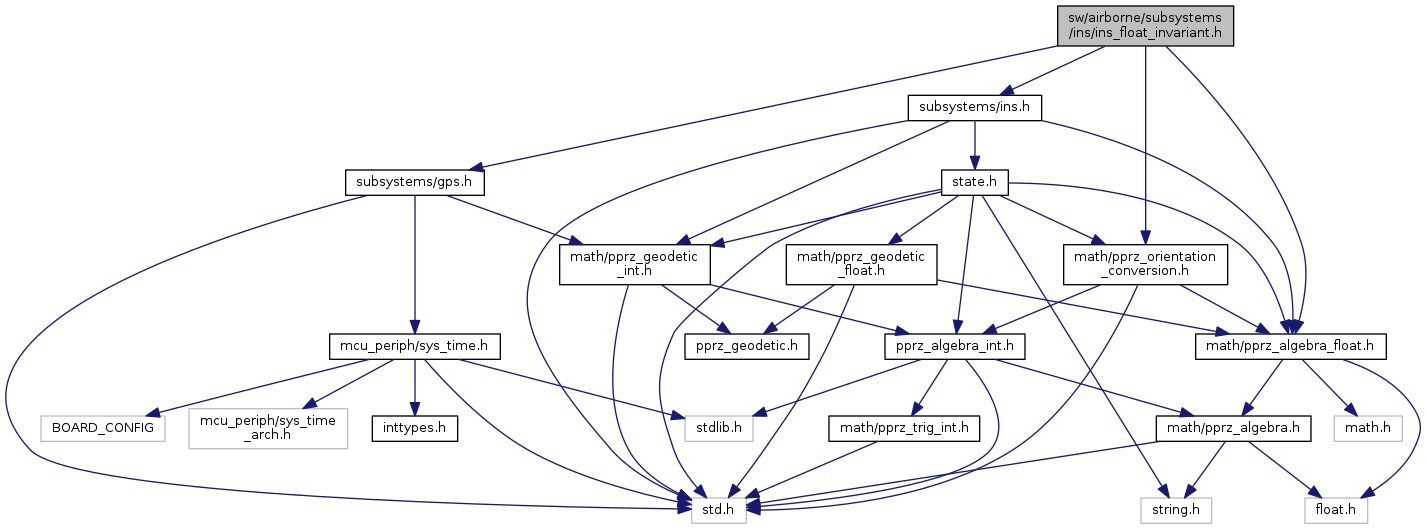 sw/airborne/subsystems
/ins/ins_float_invariant.h
subsystems/ins.h
subsystems/gps.h
state.h
math/pprz_geodetic
_int.h
math/pprz_geodetic
_float.h
math/pprz_orientation
_conversion.h
mcu_periph/sys_time.h
pprz_geodetic.h
pprz_algebra_int.h
math/pprz_algebra_float.h
BOARD_CONFIG
mcu_periph/sys_time
_arch.h
inttypes.h
stdlib.h
math/pprz_trig_int.h
math/pprz_algebra.h
math.h
std.h
string.h
float.h